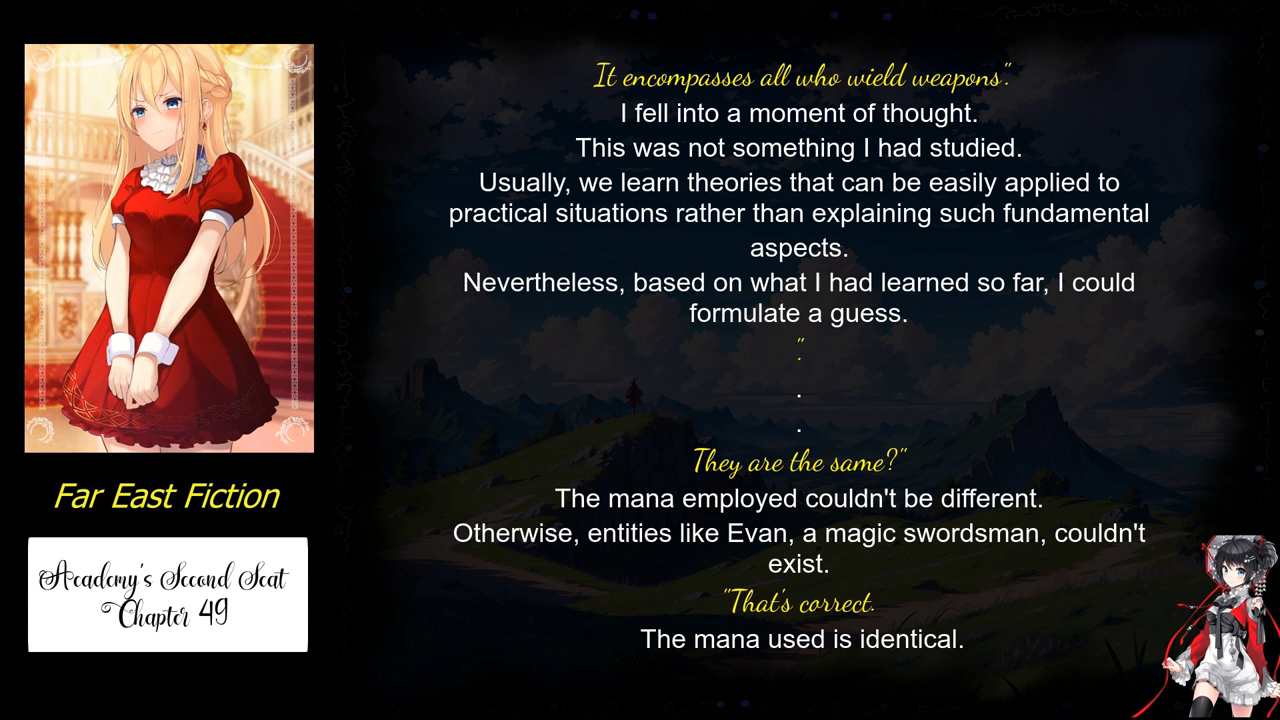 It encompasses all who wield weapons".
I fell into a moment of thought.
This was not something I had studied.
Usually, we learn theories that can be easily applied to
practical situations rather than explaining such fundamental
aspects.
Nevertheless, based on what I had learned so far, I could
formulate a guess.
".
.
.
They are the same?"
The mana employed couldn't be different.
Otherwise, entities like Evan, a magic swordsman, couldn't
exist.
"That's correct.
The mana used is identical.
Far East Fiction
Academy's Second Seat
Chapter 49